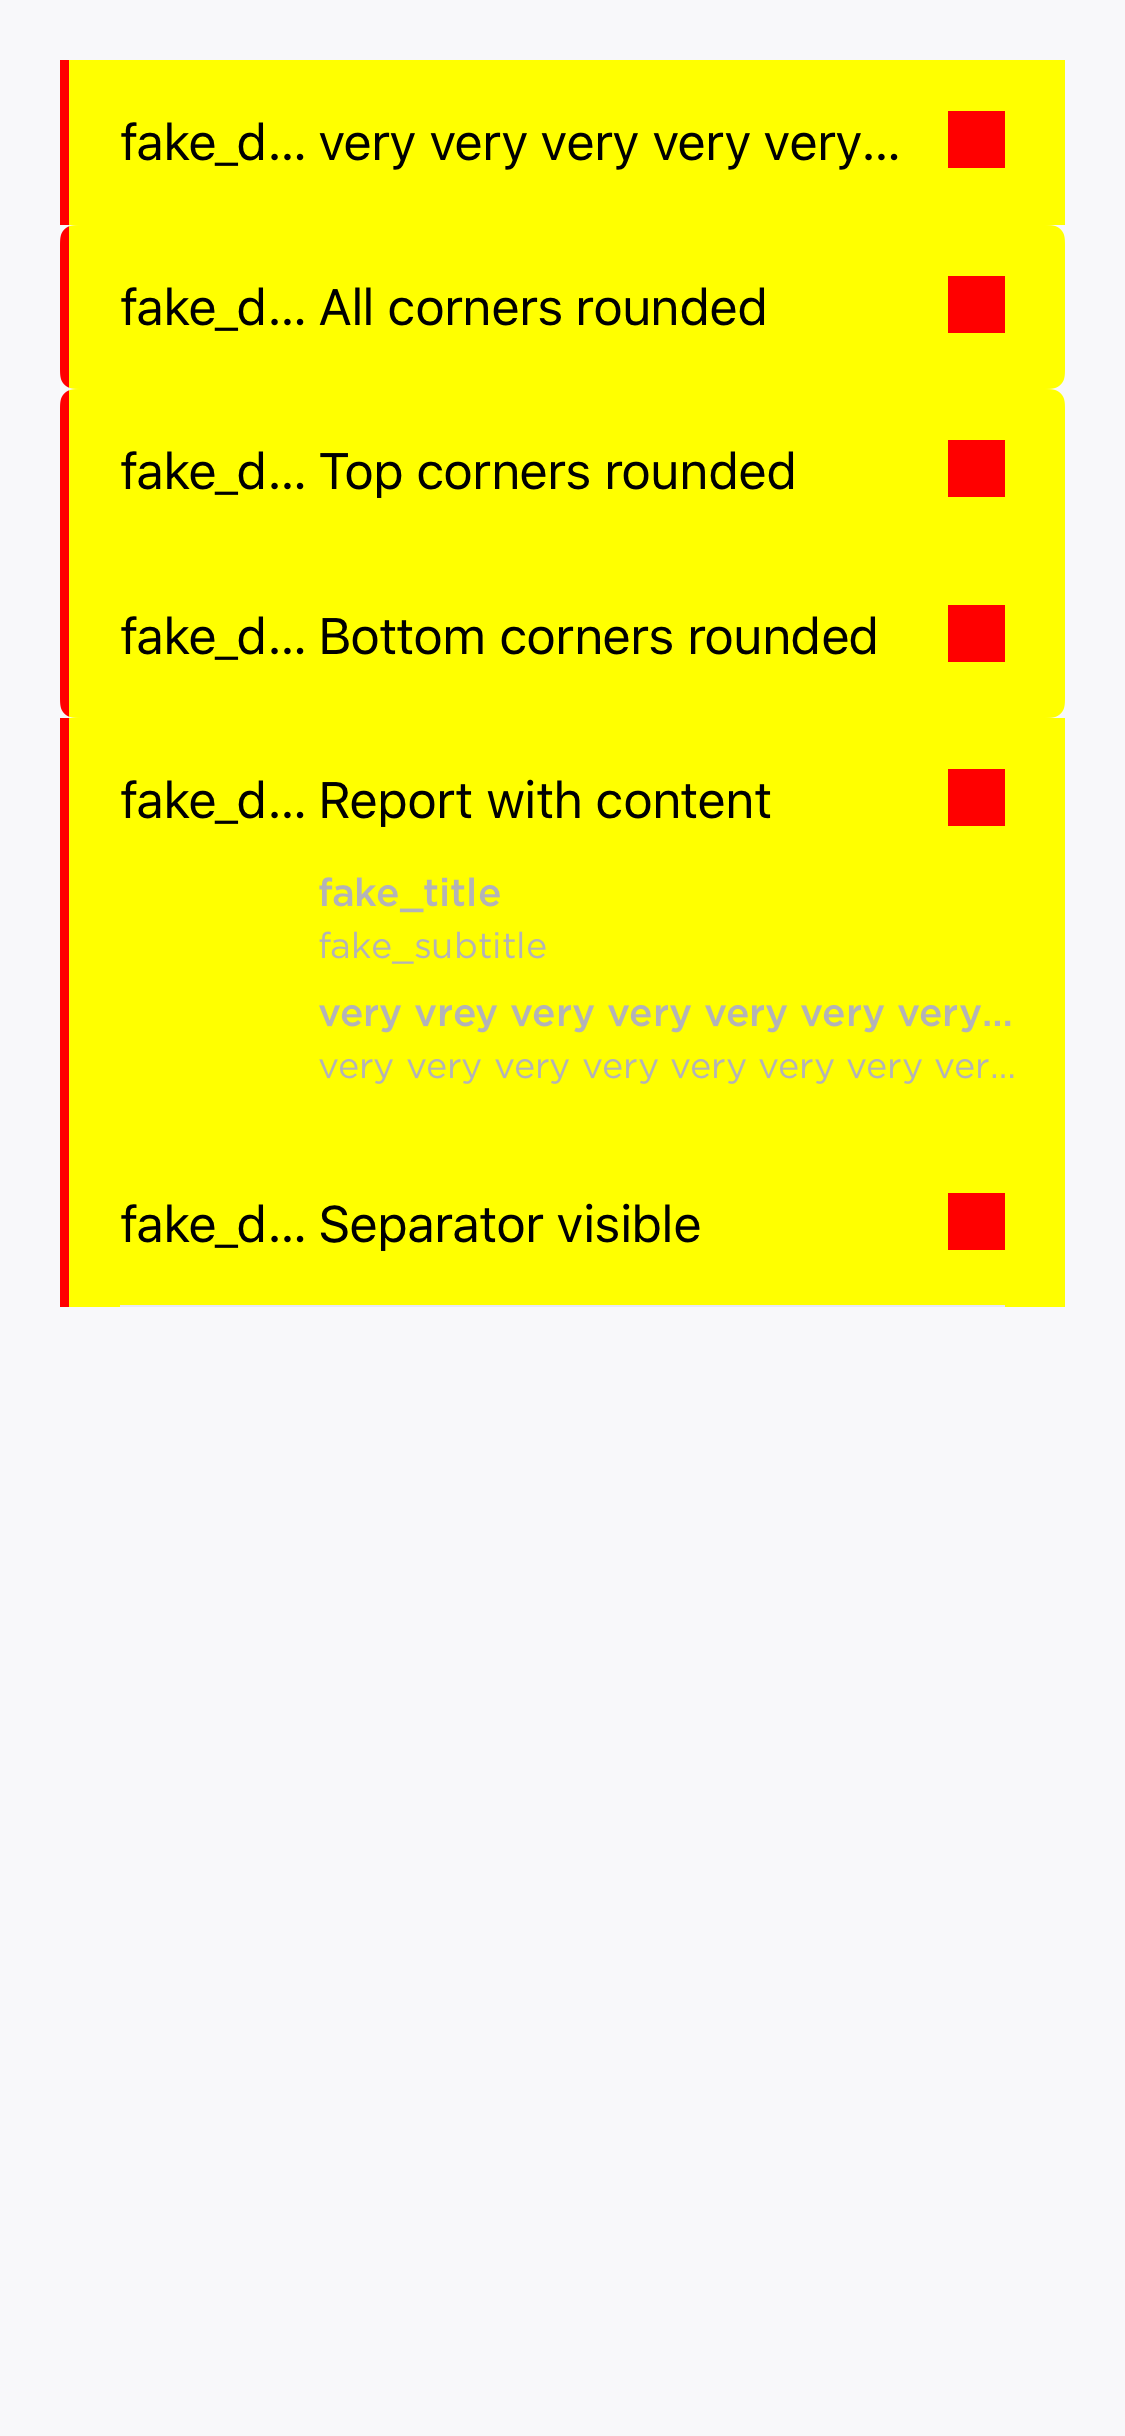 fake_d... very very very very very...
fake_d... All corners rounded
fake_d... Top corners rounded
fake_d... Bottom corners rounded
fake_d... Report with content
fake_title
fake_subtitle
very vrey very very very very very...
very very very very very very very ver...
fake_d... Separator visible